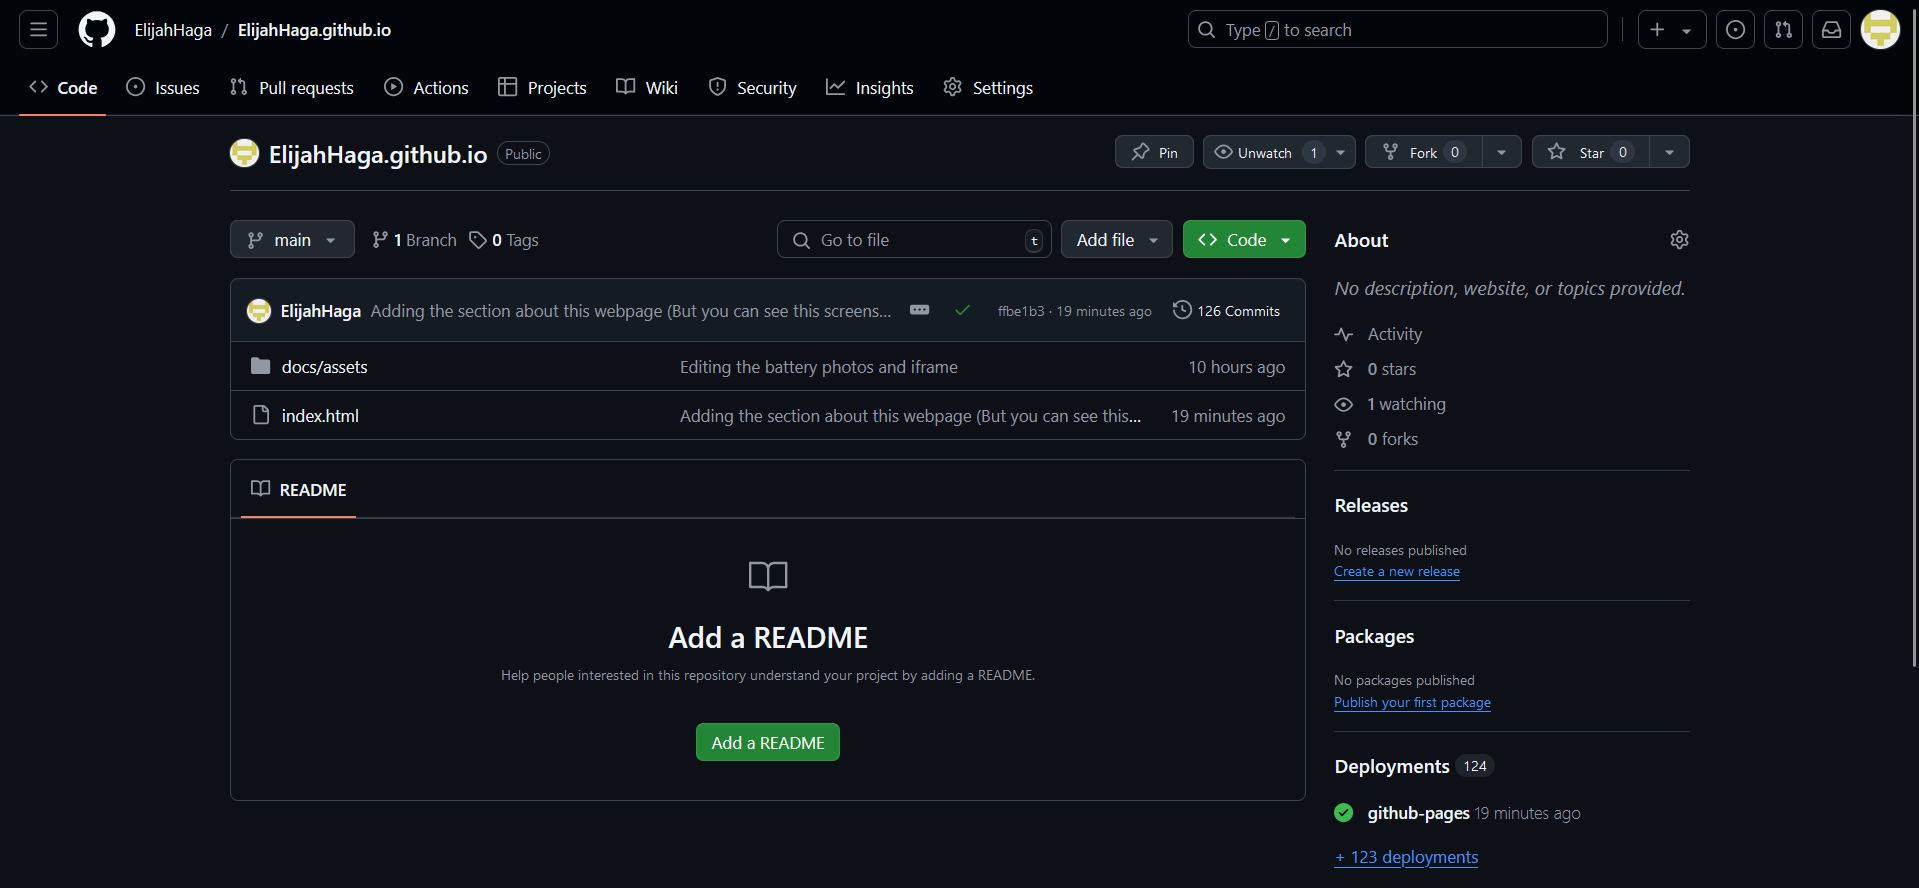 ElijahHaga / ElijahHaga.github.io
Type / to search
Code Issues Pull requests Actions Projects Wiki Security Insights Settings
ElijahHaga.github.io Public
Pin Unwatch 1 Fork 0 Star 0
main 1 Branch 0 Tags
Go to file t Add file Code
ElijahHaga Adding the section about this webpage (But you can see this screens... ffbe1b3 · 19 minutes ago 126 Commits
docs/assets Editing the battery photos and iframe 10 hours ago
index.html Adding the section about this webpage (But you can see this... 19 minutes ago
README
Add a README
Help people interested in this repository understand your project by adding a README.
Add a README
About
No description, website, or topics provided.
Activity
0 stars
1 watching
0 forks
Releases
No releases published
Create a new release
Packages
No packages published
Publish your first package
Deployments 124
github-pages 19 minutes ago
+ 123 deployments